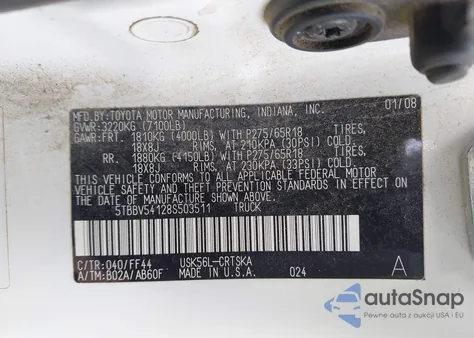 MFD.BY:TOYOTA MOTOR MANUFACTURING, INDIANA, INC. 01/08
GVWR:3220KG (7100LB)
GAWR:FRT. 1810KG (4000LB) WITH P275/65R18 TIRES,
18X8J RIMS, AT 210KPA (30PSI) COLD.
RR. 1880KG (4150LB) WITH P275/65R18 TIRES,
18X8J RIMS, AT 230KPA (33PSI) COLD.
THIS VEHICLE CONFORMS TO ALL APPLICABLE FEDERAL MOTOR
VEHICLE SAFETY STANDARDS IN EFFECT ON THE DATE OF
MANUFACTURE SHOWN ABOVE.
5TBBV54128S503511 TRUCK
C/TR:040/FF44 USK56L-CRTSKA
A/TM:B02A/AB60F MADE IN U.S.A. 024 A
autoSnap
Pewne auta z aukcji USA i EU